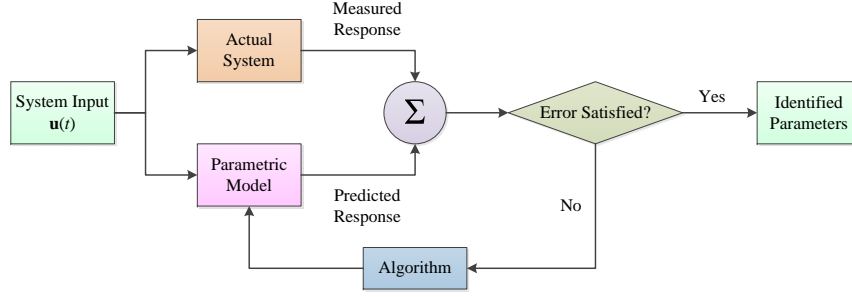 Measured
Response
Actual
System
System Input
u(t)
Σ
Error Satisfied?
Yes
Identified
Parameters
Parametric
Model
Predicted
Response
No
Algorithm